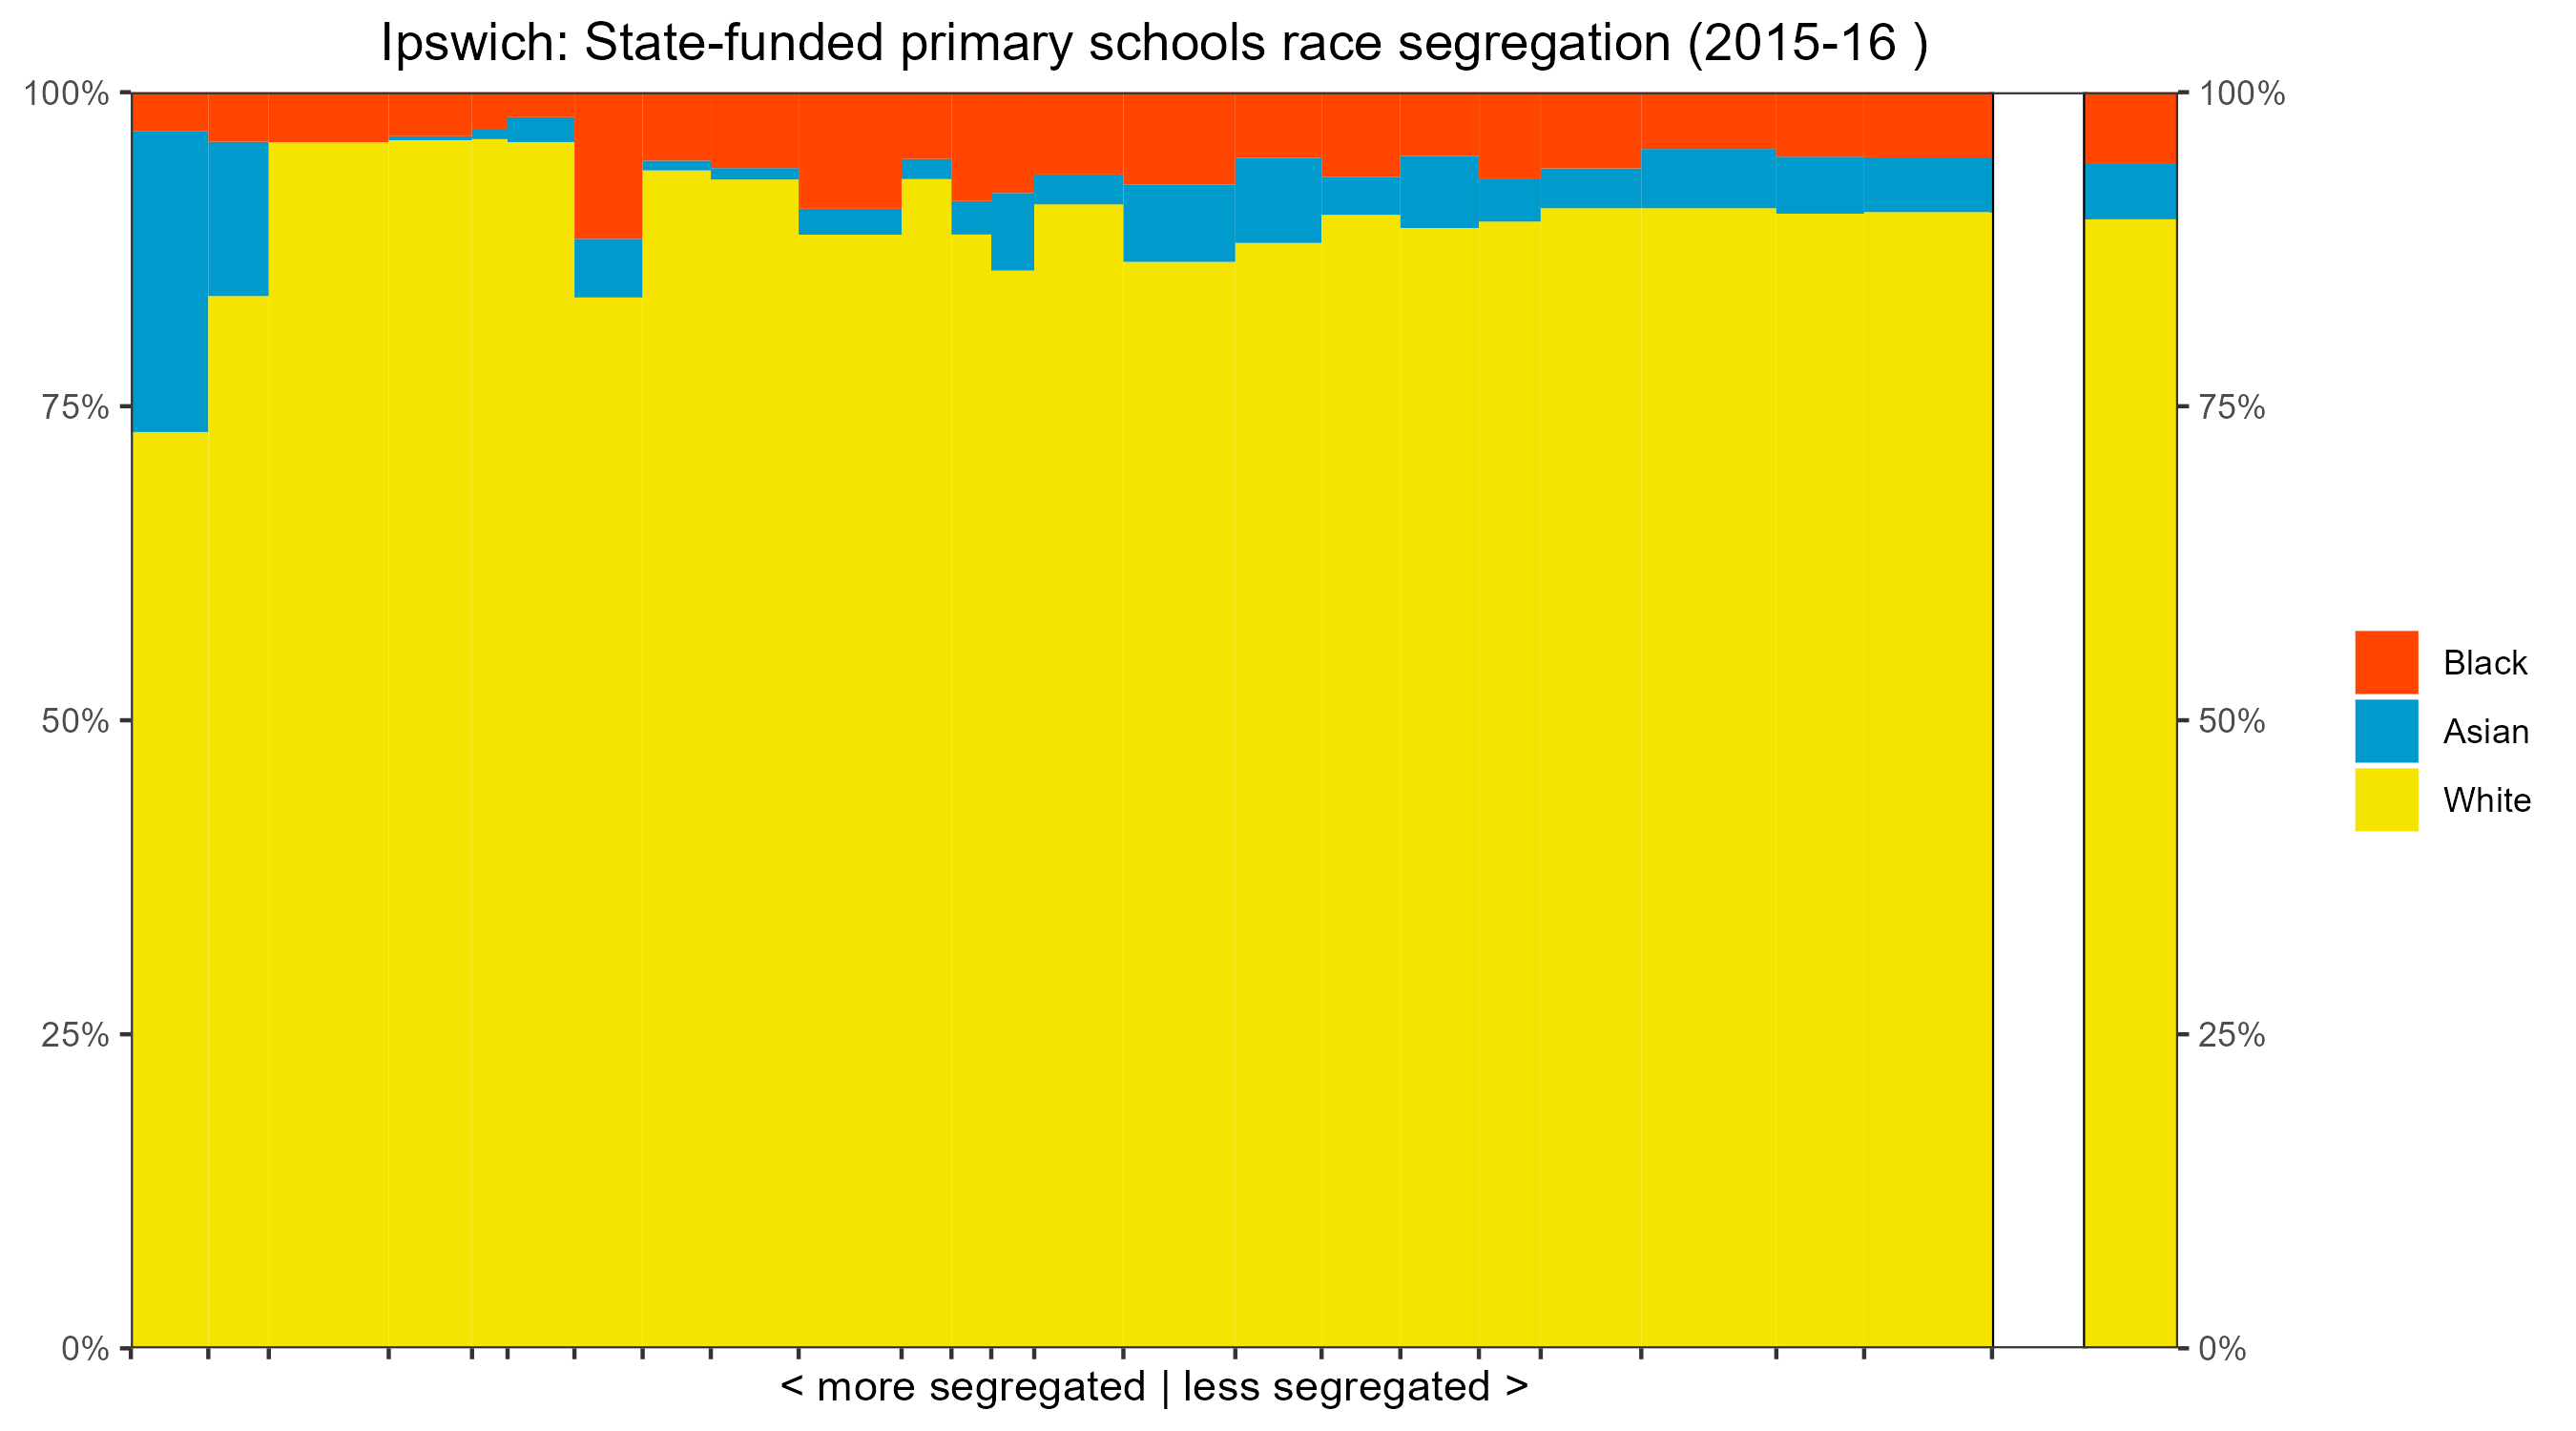 Ipswich: State-funded primary schools race segregation (2015-16 )
100%
75%
50%
25%
0%
100%
75%
50%
25%
0%
Black
Asian
White
< more segregated | less segregated >